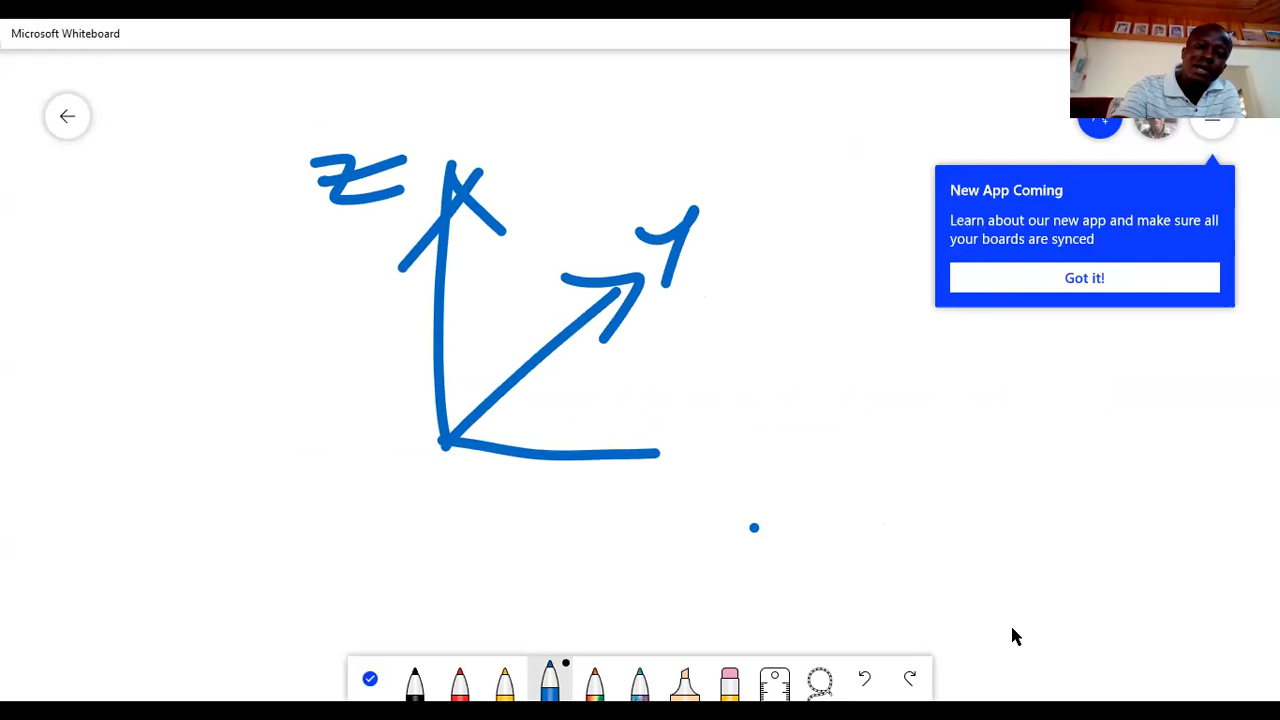 Microsoft Whiteboard
Z
Y
New App Coming
Learn about our new app and make sure all
your boards are synced
Got it!